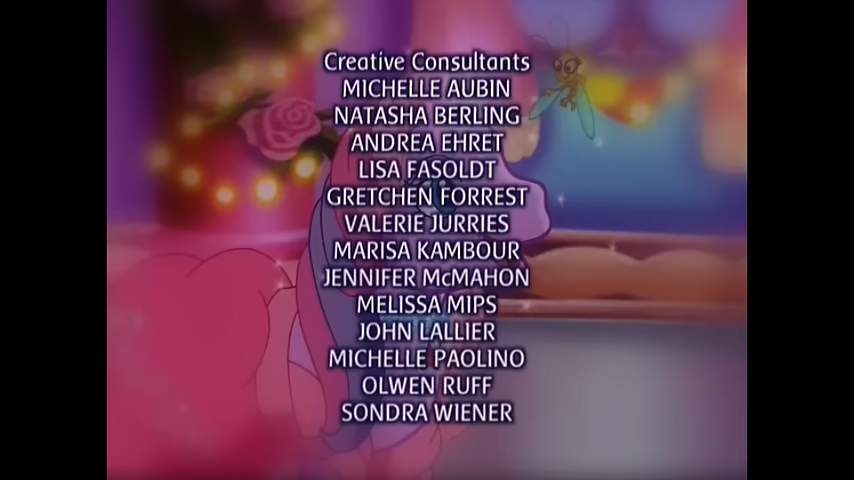 Creative Consultants
MICHELLE AUBIN
NATASHA BERLING
ANDREA EHRET
LISA FASOLDT
GRETCHEN FORREST
VALERIE JURRIES
MARISA KAMBOUR
JENNIFER McMAHON
MELISSA MIPS
JOHN LALLIER
MICHELLE PAOLINO
OLWEN RUFF
SONDRA WIENER